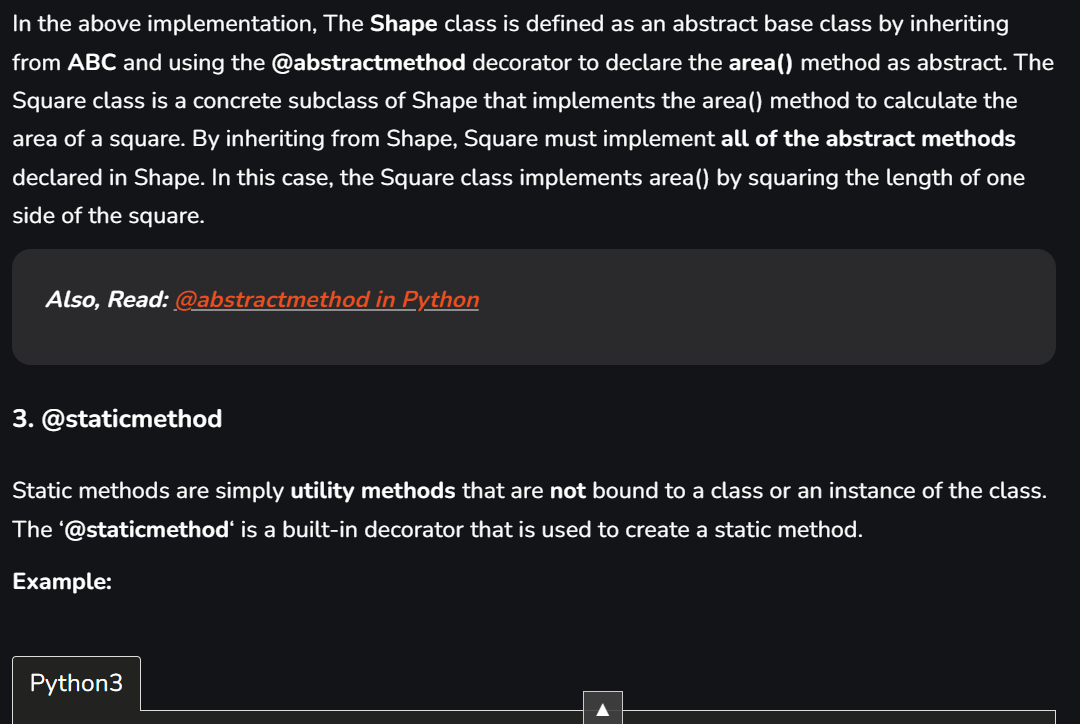 In the above implementation, The Shape class is defined as an abstract base class by inheriting
from ABC and using the @abstractmethod decorator to declare the area() method as abstract. The
Square class is a concrete subclass of Shape that implements the area() method to calculate the
area of a square. By inheriting from Shape, Square must implement all of the abstract methods
declared in Shape. In this case, the Square class implements area() by squaring the length of one
side of the square.
Also, Read: @abstractmethod in Python
3. @staticmethod
Static methods are simply utility methods that are not bound to a class or an instance of the class.
The ‘@staticmethod‘ is a built-in decorator that is used to create a static method.
Example:
Python3